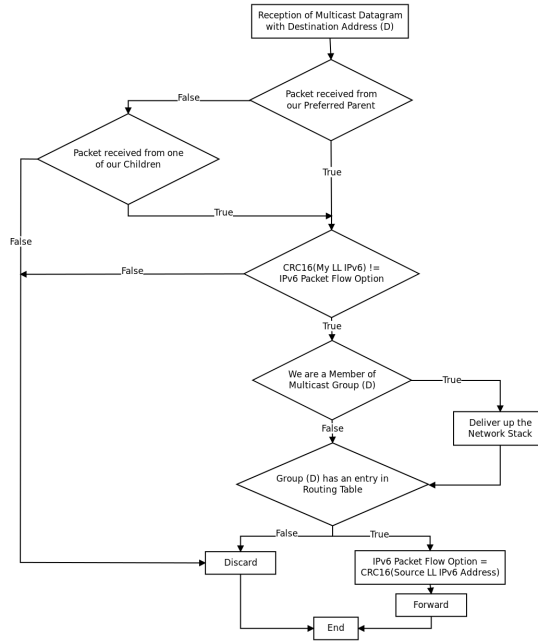 Reception of Multicast Datagram
with Destination Address (D)
Packet received from
our Preferred Parent
False
Packet received from one
of our Children
True
True
False
CRC16(My LL IPv6) !=
IPv6 Packet Flow Option
False
True
We are a Member of
Multicast Group (D)
True
Deliver up the
Network Stack
False
Group (D) has an entry in
Routing Table
False
True
Discard
IPv6 Packet Flow Option =
CRC16(Source LL IPv6 Address)
Forward
End